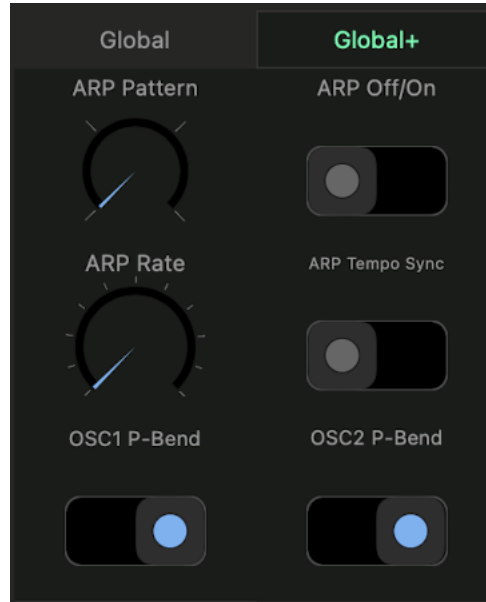 Global
Global+
ARP Pattern
ARP Off/On
ARP Rate
ARP Tempo Sync
OSC1 P-Bend
OSC2 P-Bend